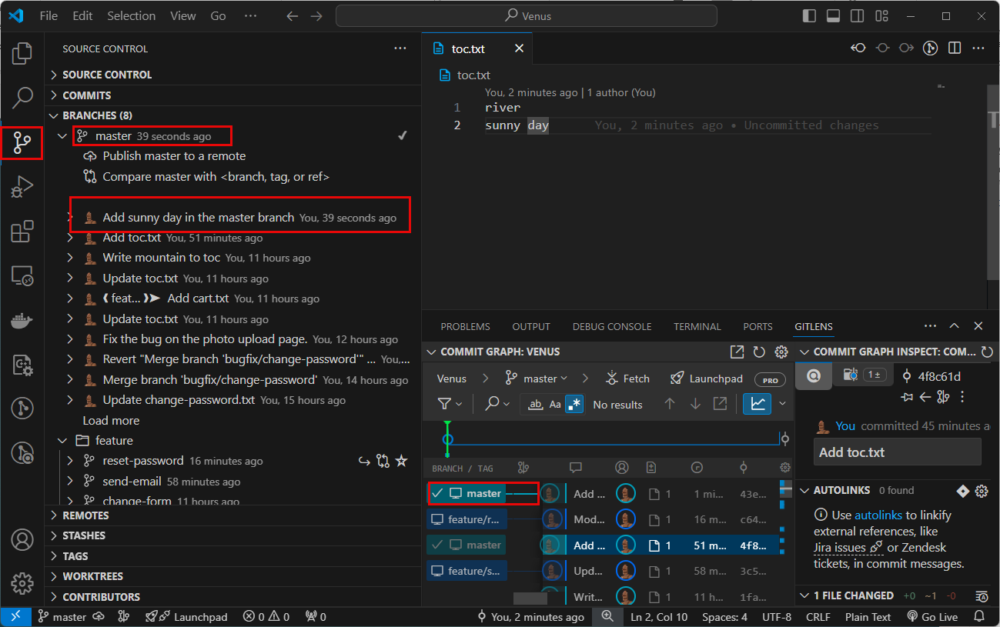 File Edit Selection View Go ··· Venus
SOURCE CONTROL
SOURCE CONTROL
COMMITS
BRANCHES (8)
master 39 seconds ago
Publish master to a remote
Compare master with <branch, tag, or ref>
Add sunny day in the master branch You, 39 seconds ago
Add toc.txt You, 51 minutes ago
Write mountain to toc You, 11 hours ago
Update toc.txt You, 11 hours ago
❰ feat... ❱➤ Add cart.txt You, 11 hours ago
Update toc.txt You, 11 hours ago
Fix the bug on the photo upload page. You, 12 hours ago
Revert "Merge branch 'bugfix/change-password'" ... You,...
Merge branch 'bugfix/change-password' You, 14 hours ago
Update change-password.txt You, 15 hours ago
Load more
feature
reset-password 16 minutes ago
send-email 58 minutes ago
change-form 11 hours ago
REMOTES
STASHES
TAGS
WORKTREES
CONTRIBUTORS
toc.txt
toc.txt
You, 2 minutes ago | 1 author (You)
1 river
2 sunny day You, 2 minutes ago • Uncommitted changes
PROBLEMS OUTPUT DEBUG CONSOLE TERMINAL PORTS GITLENS
COMMIT GRAPH: VENUS
Venus master Fetch Launchpad PRO
ab Aa .* No results
BRANCH / TAG
master Add ... 1 1 mi... 43e...
feature/r... Mod... 1 16 m... c64...
master Add ... 1 51 m... 4f8...
feature/s... Upd... 1 58 m... 3c5...
Writ... 1 11 h... 1fa...
COMMIT GRAPH INSPECT: COM...
1 ± 4f8c61d
You committed 45 minutes a
Add toc.txt
AUTOLINKS 0 found
Use autolinks to linkify
external references, like
Jira issues or Zendesk
tickets, in commit messages.
1 FILE CHANGED +0 ~1 -0
master Launchpad 0 0 0 You, 2 minutes ago Ln 2, Col 10 Spaces: 4 UTF-8 CRLF Plain Text Go Live